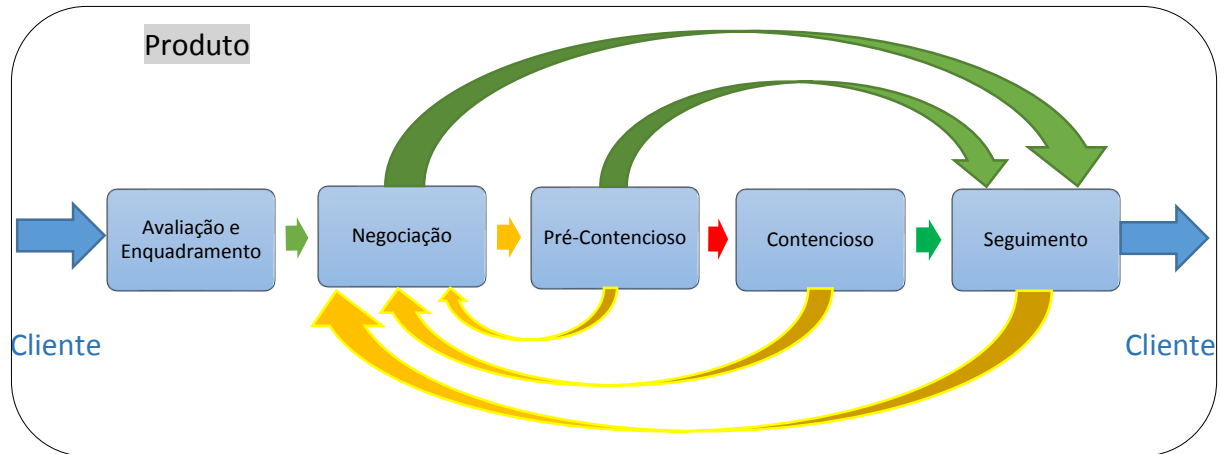 Produto
Avaliação e
Enquadramento
Negociação
Pré-Contencioso
Contencioso
Seguimento
Cliente
Cliente